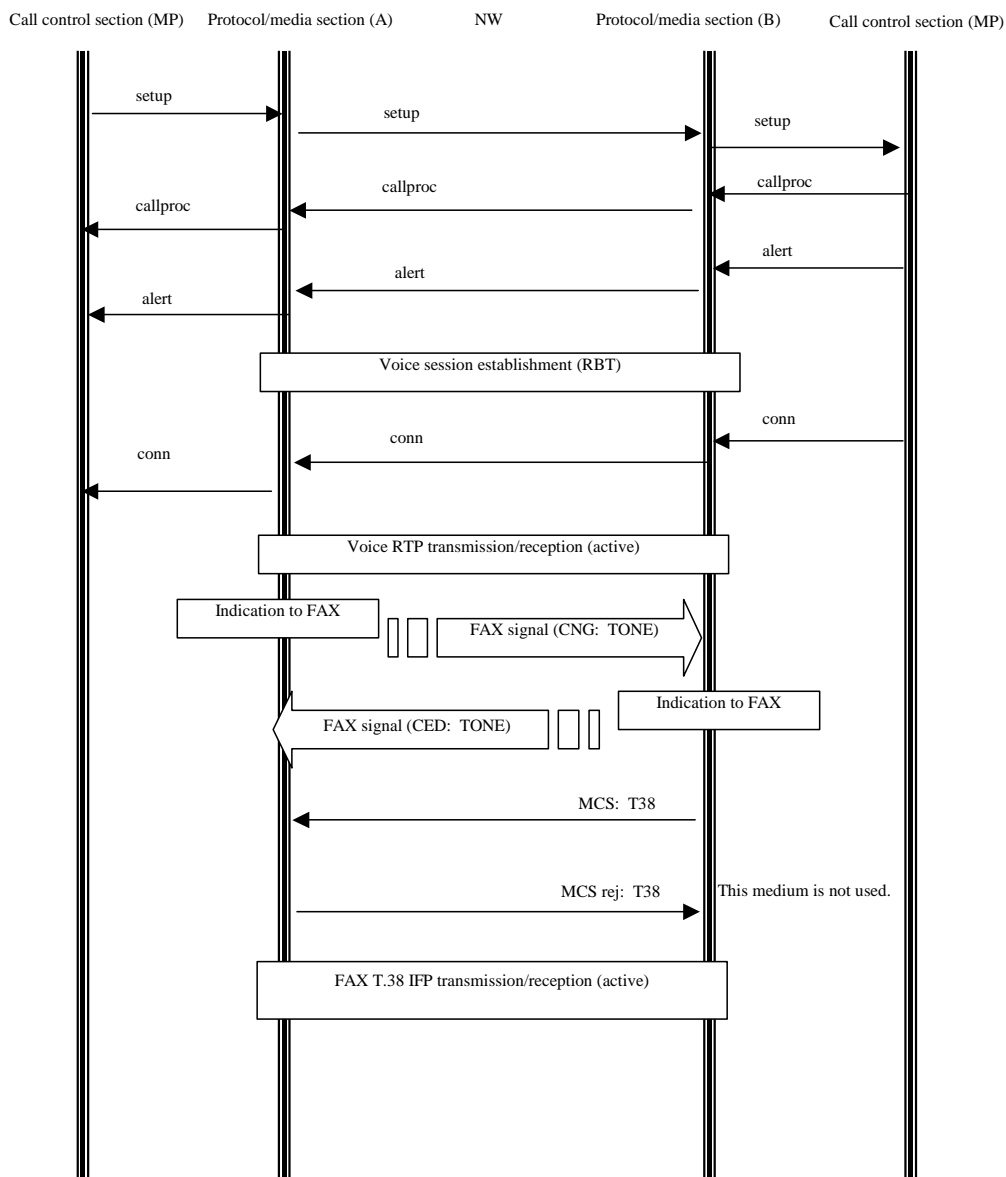 Call control section (MP)
Protocol/media section (A)
NW
Protocol/media section (B)
Call control section (MP)
setup
setup
setup
callproc
callproc
callproc
alert
alert
alert
Voice session establishment (RBT)
conn
conn
conn
Voice RTP transmission/reception (active)
Indication to FAX
FAX signal (CNG: TONE)
Indication to FAX
FAX signal (CED: TONE)
MCS: T38
MCS rej: T38
This medium is not used.
FAX T.38 IFP transmission/reception (active)